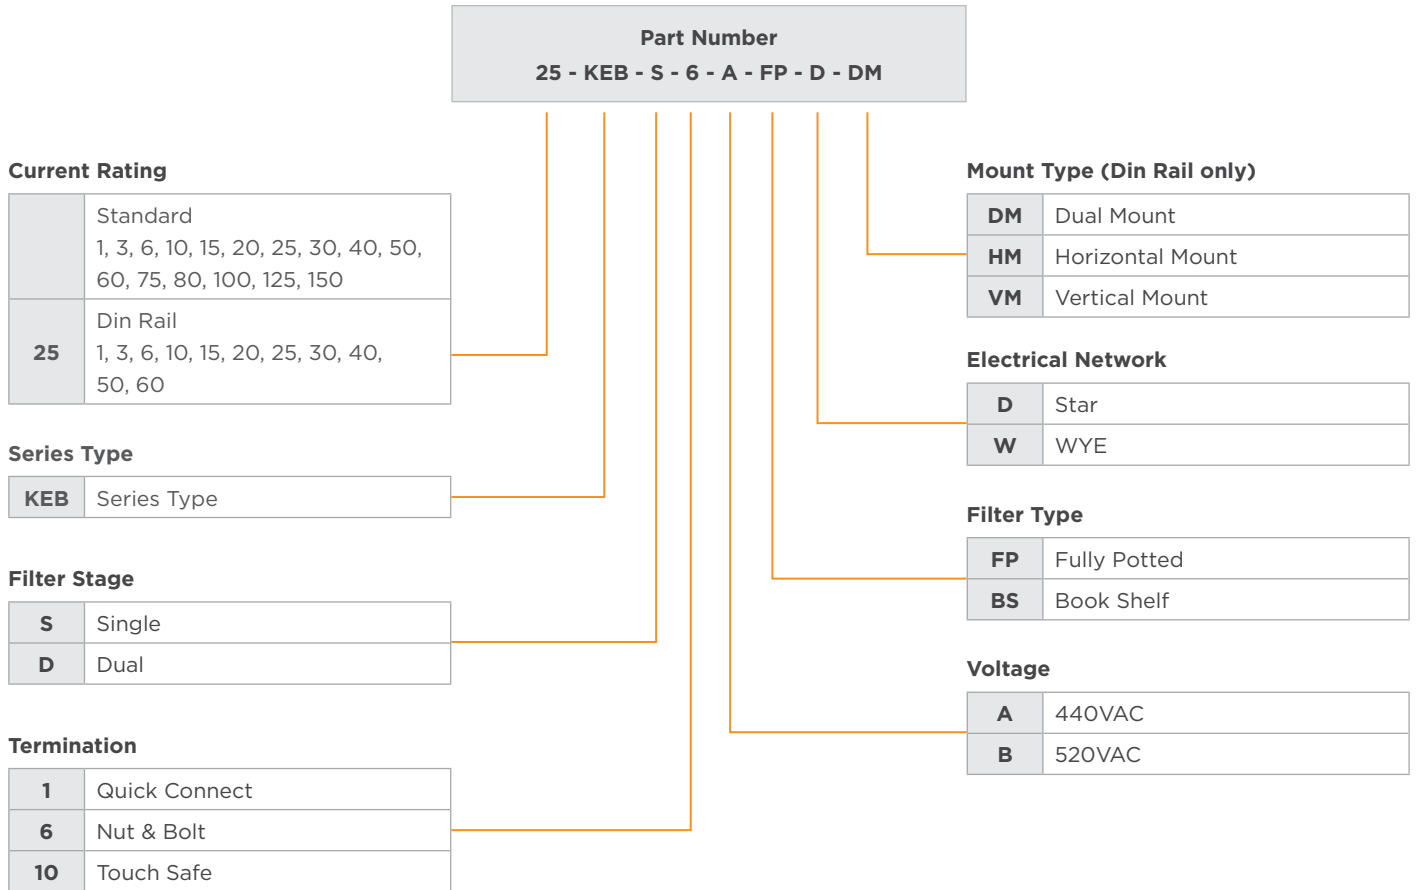 Part Number
25 - KEB - S - 6 - A - FP - D - DM
Current Rating
Standard
1, 3, 6, 10, 15, 20, 25, 30, 40, 50,
60, 75, 80, 100, 125, 150
25
Din Rail
1, 3, 6, 10, 15, 20, 25, 30, 40,
50, 60
Series Type
KEB Series Type
Filter Stage
S Single
D Dual
Termination
1 Quick Connect
6 Nut & Bolt
10 Touch Safe
Mount Type (Din Rail only)
DM Dual Mount
HM Horizontal Mount
VM Vertical Mount
Electrical Network
D Star
W WYE
Filter Type
FP Fully Potted
BS Book Shelf
Voltage
A 440VAC
B 520VAC